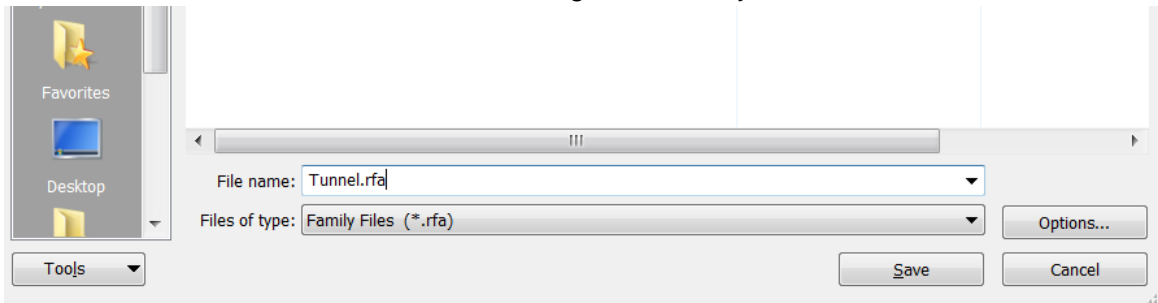 Favorites
Desktop
File name: Tunnel.rfa
Files of type: Family Files (*.rfa)
Options...
Tools
Save
Cancel